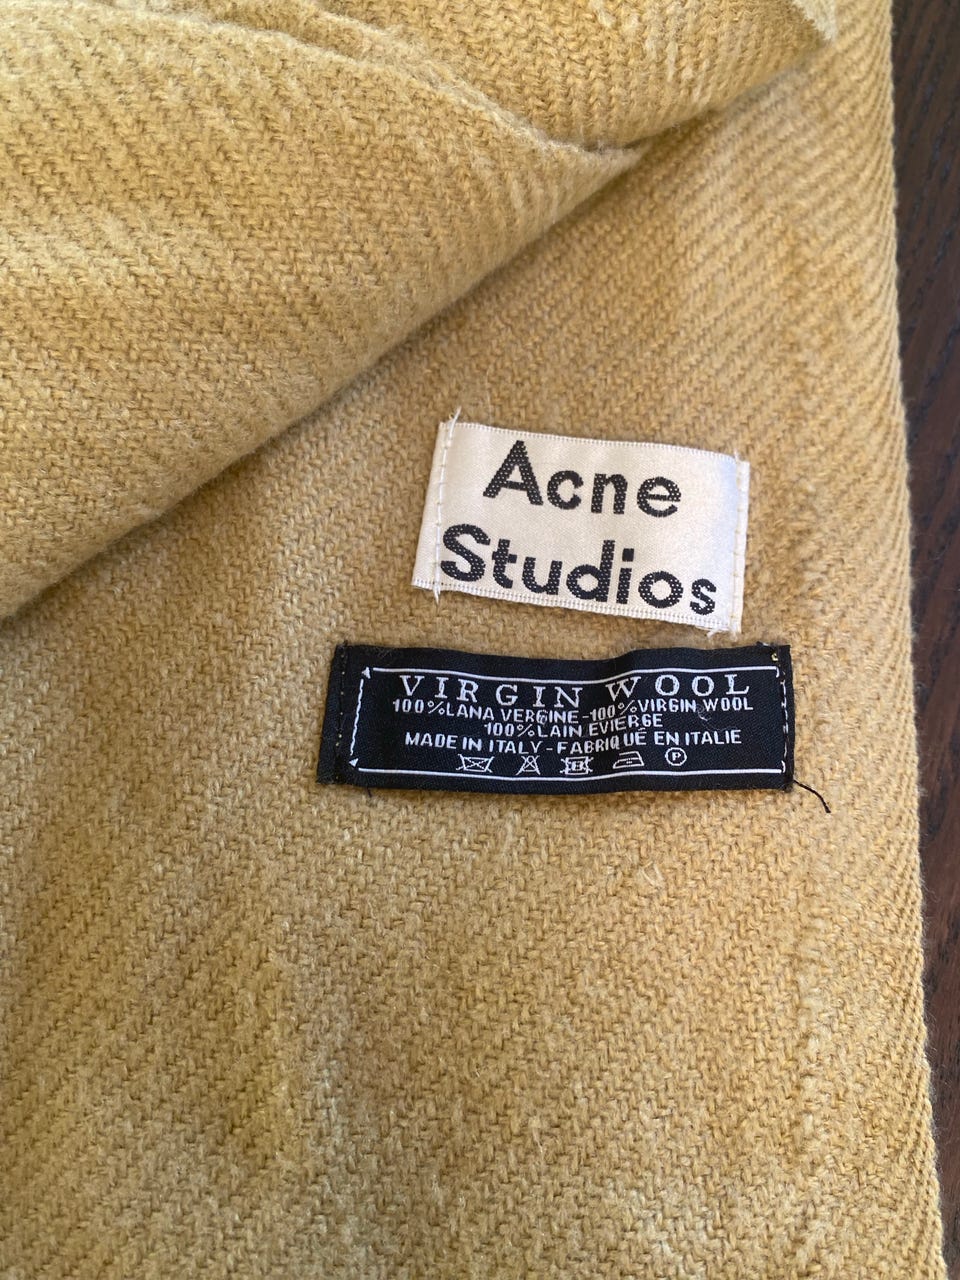 Acne
Studios
VIRGIN WOOL
100%LANA VERGINE-100%VIRGIN WOOL
100%LAIN EVIERGE
MADE IN ITALY-FABRIQUE EN ITALIE
P